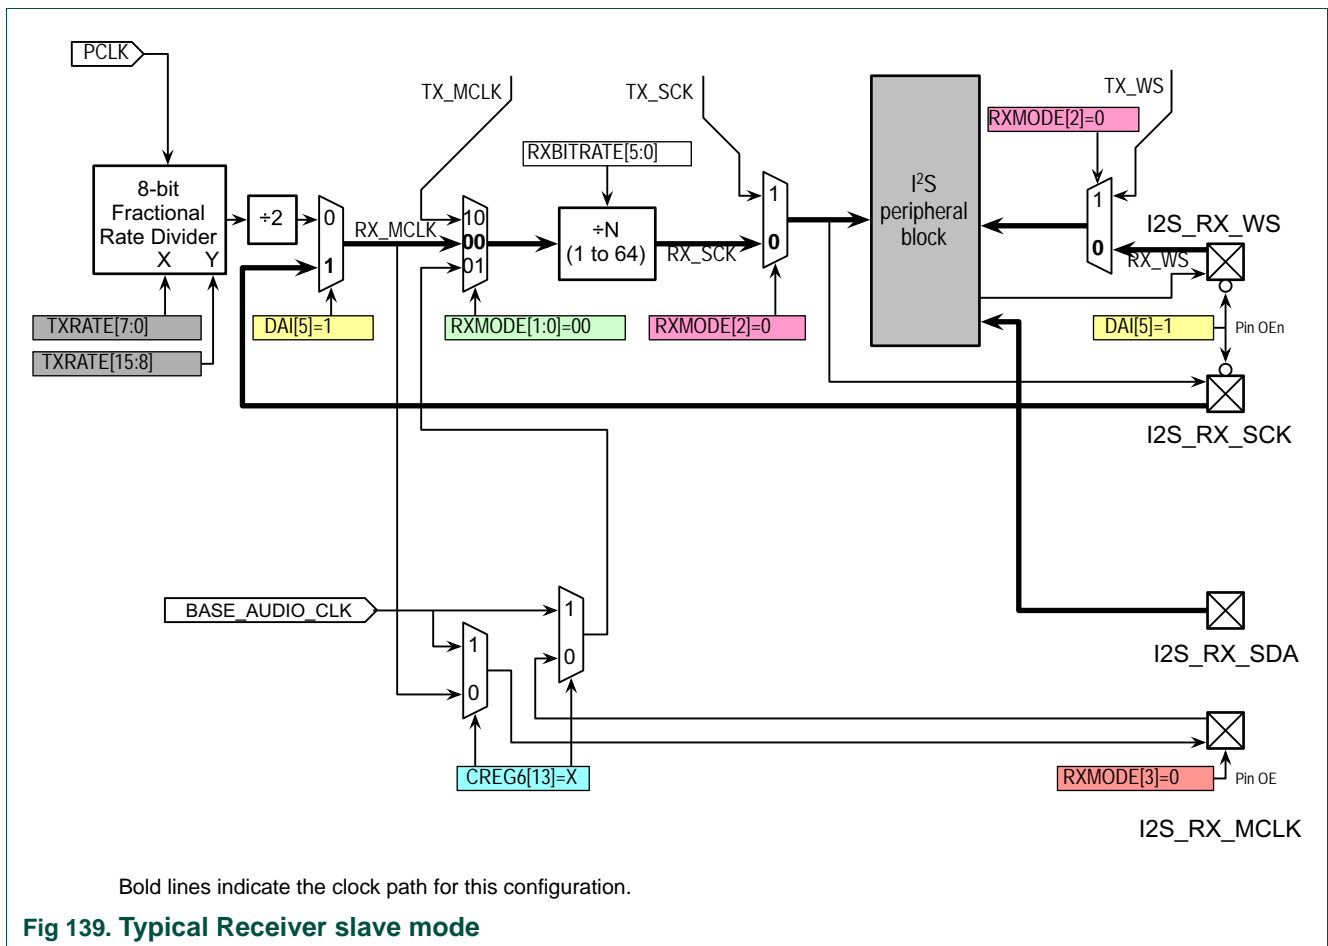 PCLK
TX_MCLK
TX_SCK
TX_WS
RXMODE[2]=0
RXBITRATE[5:0]
8-bit
Fractional
Rate Divider
X Y
÷2
0
1
RX_MCLK
10
00
01
÷N
(1 to 64)
RX_SCK
1
0
I²S
peripheral
block
1
0
I2S_RX_WS
RX_WS
TXRATE[7:0]
DAI[5]=1
RXMODE[1:0]=00
RXMODE[2]=0
DAI[5]=1
Pin OEn
TXRATE[15:8]
I2S_RX_SCK
BASE_AUDIO_CLK
1
0
1
0
I2S_RX_SDA
CREG6[13]=X
RXMODE[3]=0
Pin OE
I2S_RX_MCLK
Bold lines indicate the clock path for this configuration.
Fig 139. Typical Receiver slave mode